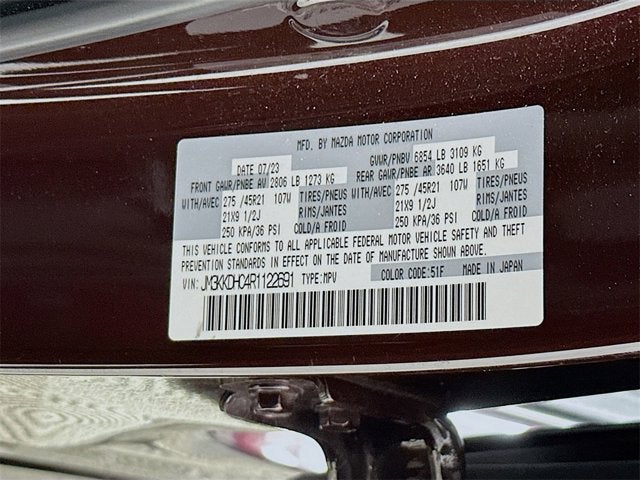 MFD. BY MAZDA MOTOR CORPORATION
DATE 07/23 GVWR/PNBV 6854 LB 3109 KG
FRONT GAWR/PNBE AV 2806 LB 1273 KG REAR GAWR/PNBE AR 3640 LB 1651 KG
WITH/AVEC 275 /45R21 107W TIRES/PNEUS WITH/AVEC 275 /45R21 107W TIRES/PNEUS
21X9 1/2J RIMS/JANTES 21X9 1/2J RIMS/JANTES
250 KPA/36 PSI COLD/A FROID 250 KPA/36 PSI COLD/A FROID
THIS VEHICLE CONFORMS TO ALL APPLICABLE FEDERAL MOTOR VEHICLE SAFETY AND THEFT
PREVENTION STANDARDS IN EFFECT ON THE DATE OF MANUFACTURE SHOWN ABOVE.
VIN: JM3KKDHC4R1122691 TYPE:MPV COLOR CODE:51F MADE IN JAPAN